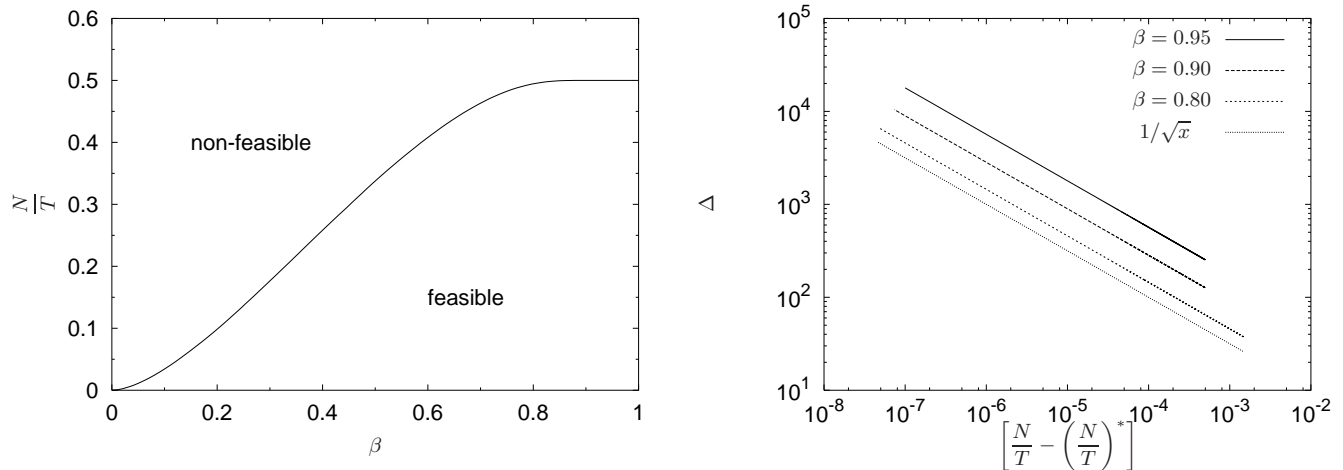 0.6
0.5
0.4
0.3
0.2
0.1
0
N/T
non-feasible
feasible
0 0.2 0.4 0.6 0.8 1
β
10^5
10^4
10^3
10^2
10^1
Δ
β = 0.95
β = 0.90
β = 0.80
1/√x
10^-8 10^-7 10^-6 10^-5 10^-4 10^-3 10^-2
[N/T − (N/T)^*]